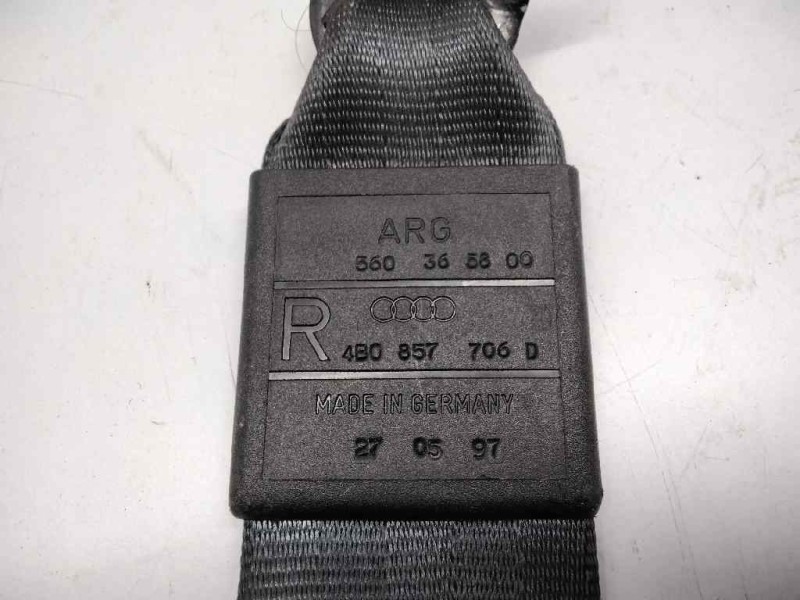 ARG
560 36 58 00
R
4B0 857 706 D
MADE IN GERMANY
27 05 97